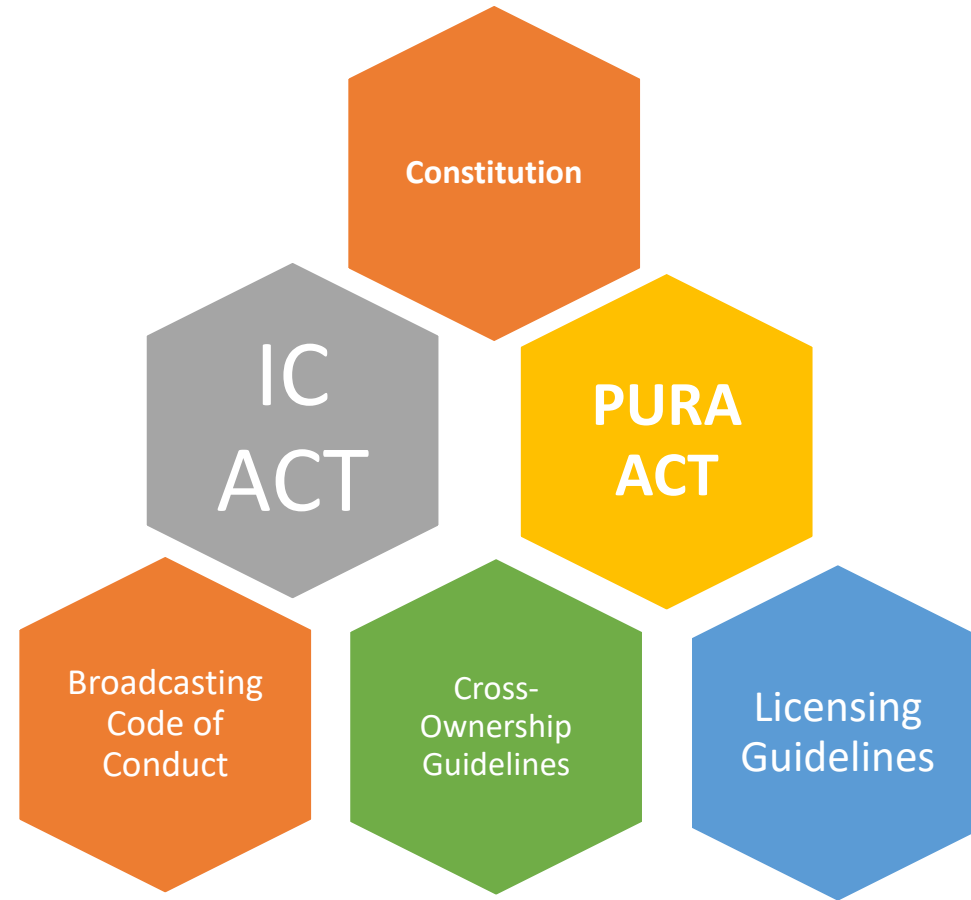 Constitution
IC
ACT
PURA
ACT
Broadcasting
Code of
Conduct
Cross-
Ownership
Guidelines
Licensing
Guidelines